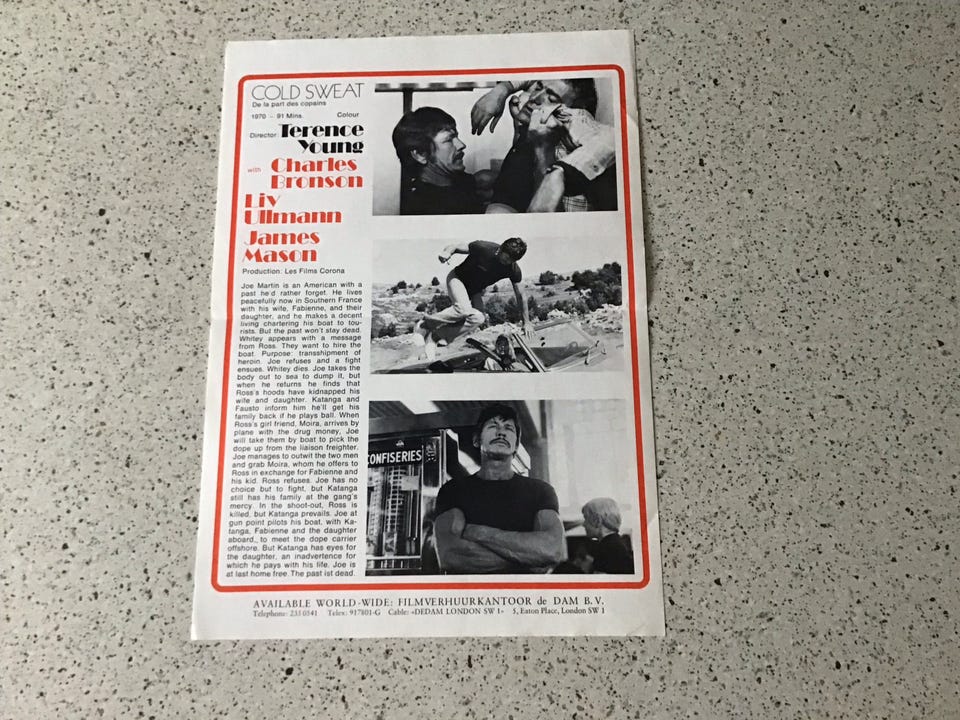 COLD SWEAT
De la part des copains
1970 - 91 Mins. Colour
Director: Terence
Young
with Charles
Bronson
Liv
Ullmann
James
Mason
Production: Les Films Corona
Joe Martin is an American with a
past he'd rather forget. He lives
peacefully now in Southern France
with his wife, Fabienne, and their
daughter, and he makes a decent
living chartering his boat to tou-
rists. But the past won't stay dead.
Whitey appears with a message
from Ross. They want to hire the
boat. Purpose: transshipment of
heroin. Joe refuses and a fight
ensues. Whitey dies. Joe takes the
body out to sea to dump it, but
when he returns he finds that
Ross's hoods have kidnapped his
wife and daughter. Katanga and
Fausto inform him he'll get his
family back if he plays ball. When
Ross's girl friend, Moira, arrives by
plane with the drug money, Joe
will take them by boat to pick the
dope up from the liaison freighter.
Joe manages to outwit the two men
and grab Moira, whom he offers to
Ross in exchange for Fabienne and
his kid. Ross refuses. Joe has no
choice but to fight, but Katanga
still has his family at the gang's
mercy. In the shoot-out, Ross is
killed, but Katanga prevails. Joe at
gun point pilots his boat, with Ka-
tanga, Fabienne and the daughter
aboard, to meet the dope carrier
offshore. But Katanga has eyes for
the daughter, an inadvertence for
which he pays with his life. Joe is
at last home free. The past ist dead.
CONFISERIES
AVAILABLE WORLD-WIDE: FILMVERHUURKANTOOR de DAM B.V.
Telephone: 235 0541 Telex: 917801-G Cable: «DEDAM LONDON SW 1» 5, Eaton Place, London SW 1